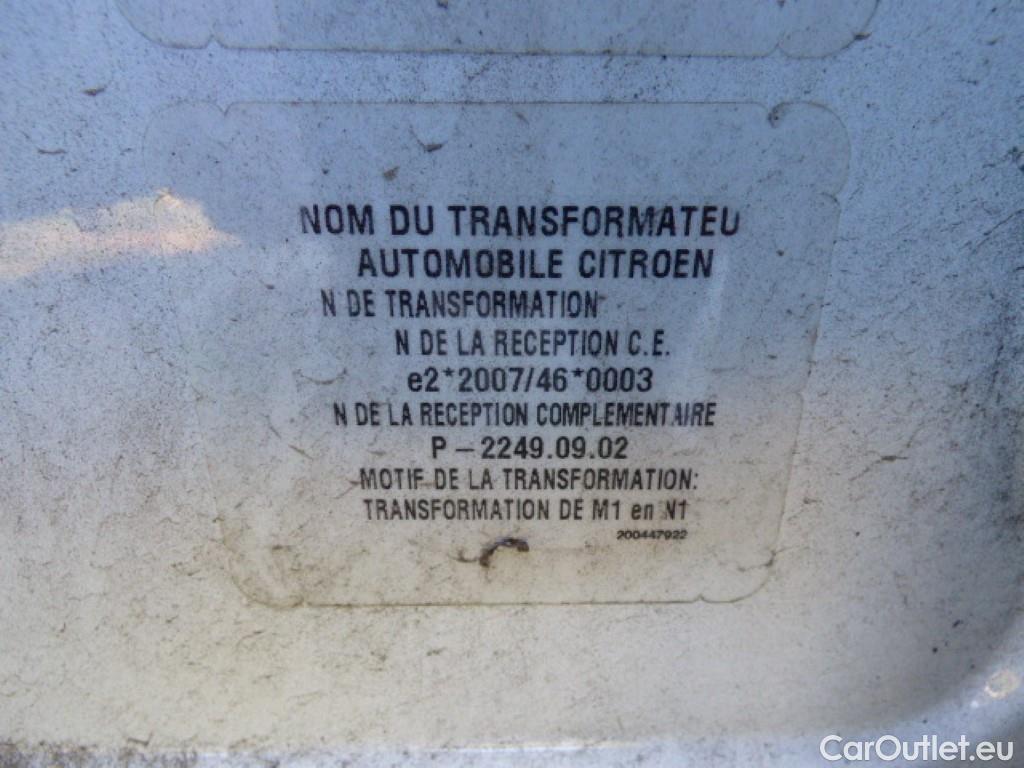 NOM DU TRANSFORMATEU
AUTOMOBILE CITROEN
N DE TRANSFORMATION
N DE LA RECEPTION C.E.
e2*2007/46*0003
N DE LA RECEPTION COMPLEMENTAIRE
P - 2249.09.02
MOTIF DE LA TRANSFORMATION:
TRANSFORMATION DE M1 en N1
200447922
CarOutlet.eu